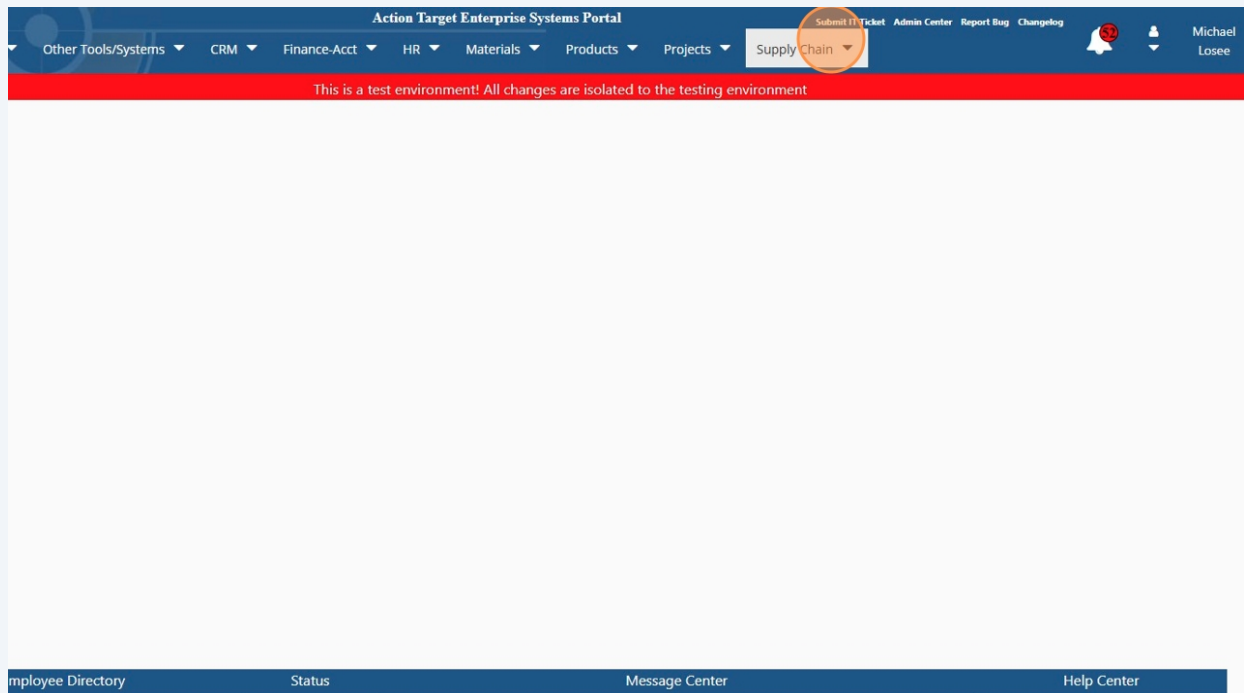 Action Target Enterprise Systems Portal
Submit IT Ticket Admin Center Report Bug Changelog
Other Tools/Systems CRM Finance-Acct HR Materials Products Projects Supply Chain
52
Michael
Losee
This is a test environment! All changes are isolated to the testing environment
mployee Directory Status Message Center Help Center